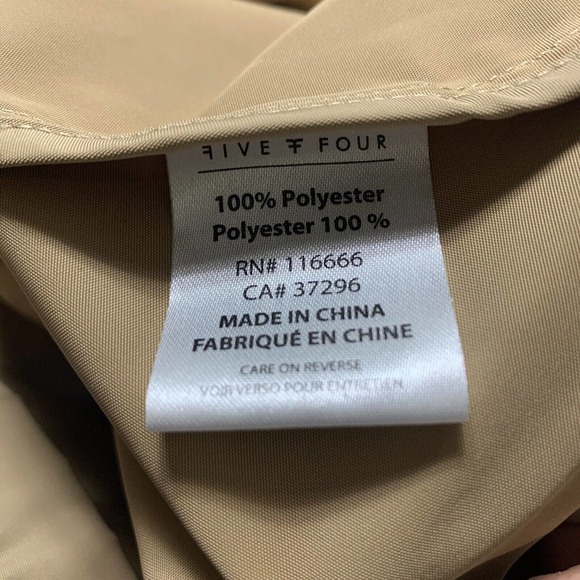 FIVE FOUR
100% Polyester
Polyester 100 %
RN# 116666
CA# 37296
MADE IN CHINA
FABRIQUÉ EN CHINE
CARE ON REVERSE
VOIR VERSO POUR ENTRETIEN